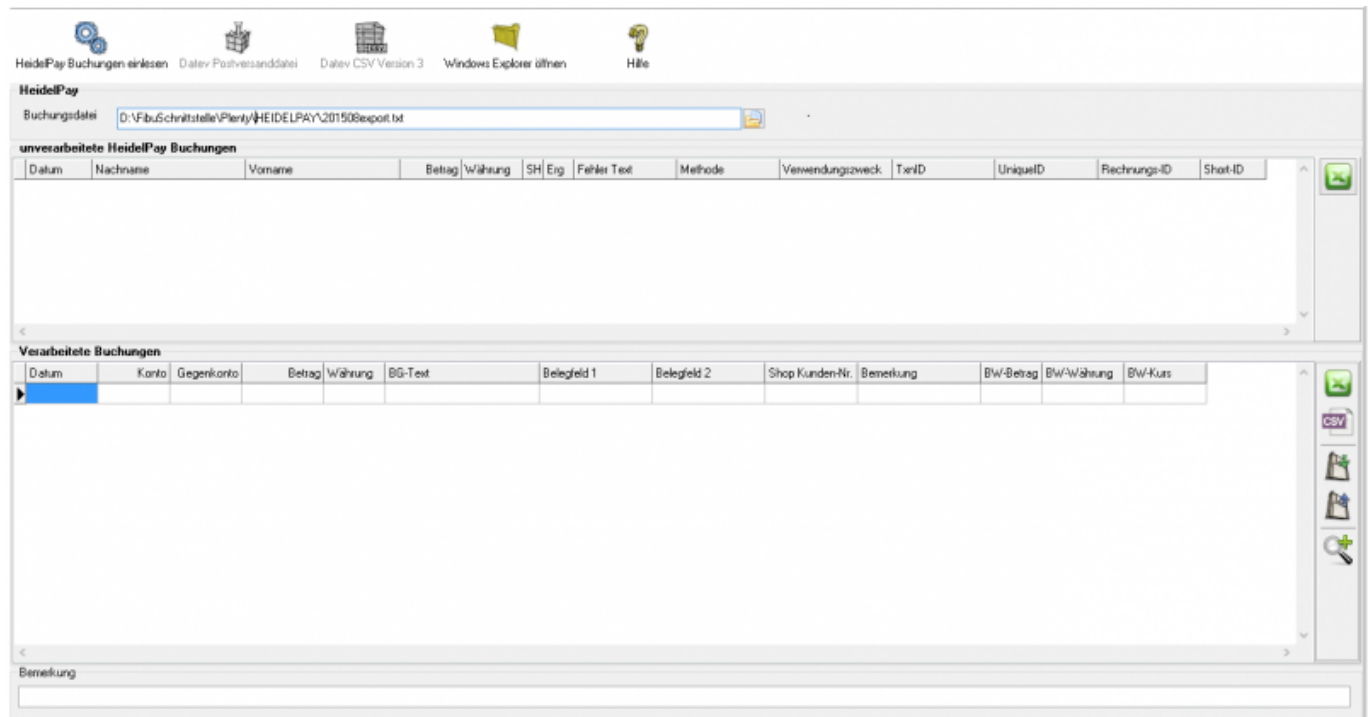 HeidelPay Buchungen einlesen Datev Postversanddatei Datev CSV Version 3 Windows Explorer öffnen Hilfe
HeidelPay
Buchungsdatei D:\FibuSchnittstelle\Plenty\HEIDELPAY\201508export.txt
unverarbeitete HeidelPay Buchungen
Datum Nachname Vorname Betrag Währung SH Erg Fehler Text Methode Verwendungszweck TxnID UniqueID Rechnungs-ID Short-ID
Verarbeitete Buchungen
Datum Konto Gegenkonto Betrag Währung BG-Text Belegfeld 1 Belegfeld 2 Shop Kunden-Nr. Bemerkung BW-Betrag BW-Währung BW-Kurs
CSV
Bemerkung